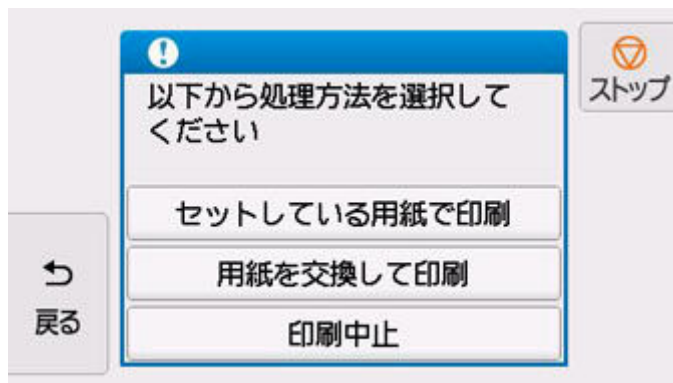 以下から処理方法を選択して
ください
ストップ
セットしている用紙で印刷
用紙を交換して印刷
印刷中止
戻る